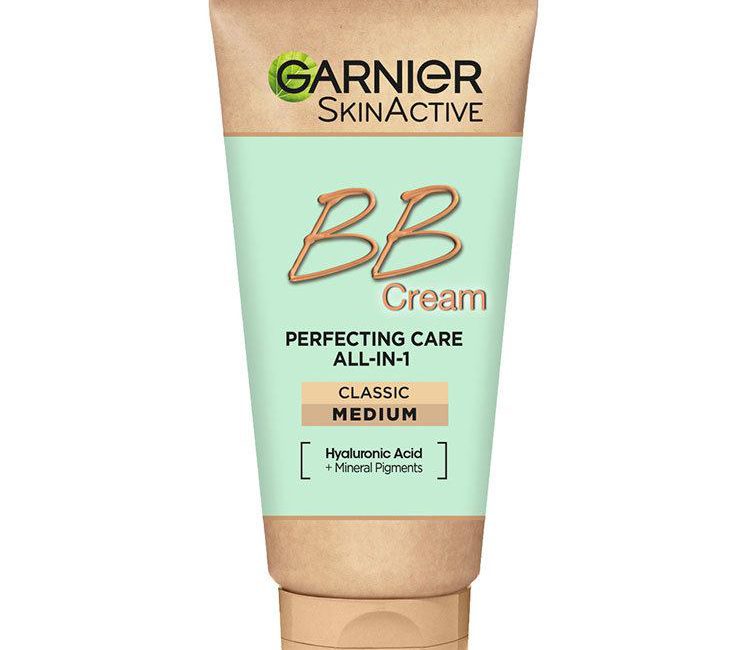 GARNIER
SKINACTIVE
BB
Cream
PERFECTING CARE
ALL-IN-1
CLASSIC
MEDIUM
Hyaluronic Acid
+ Mineral Pigments